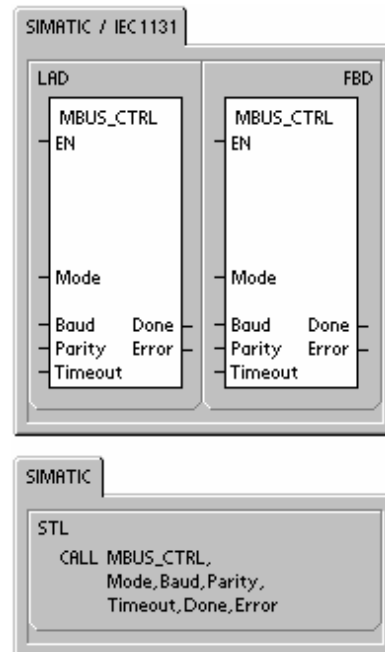 SIMATIC / IEC1131
LAD
MBUS_CTRL
EN
Mode
Baud Done
Parity Error
Timeout
FBD
MBUS_CTRL
EN
Mode
Baud Done
Parity Error
Timeout
SIMATIC
STL
CALL MBUS_CTRL,
Mode,Baud,Parity,
Timeout,Done,Error